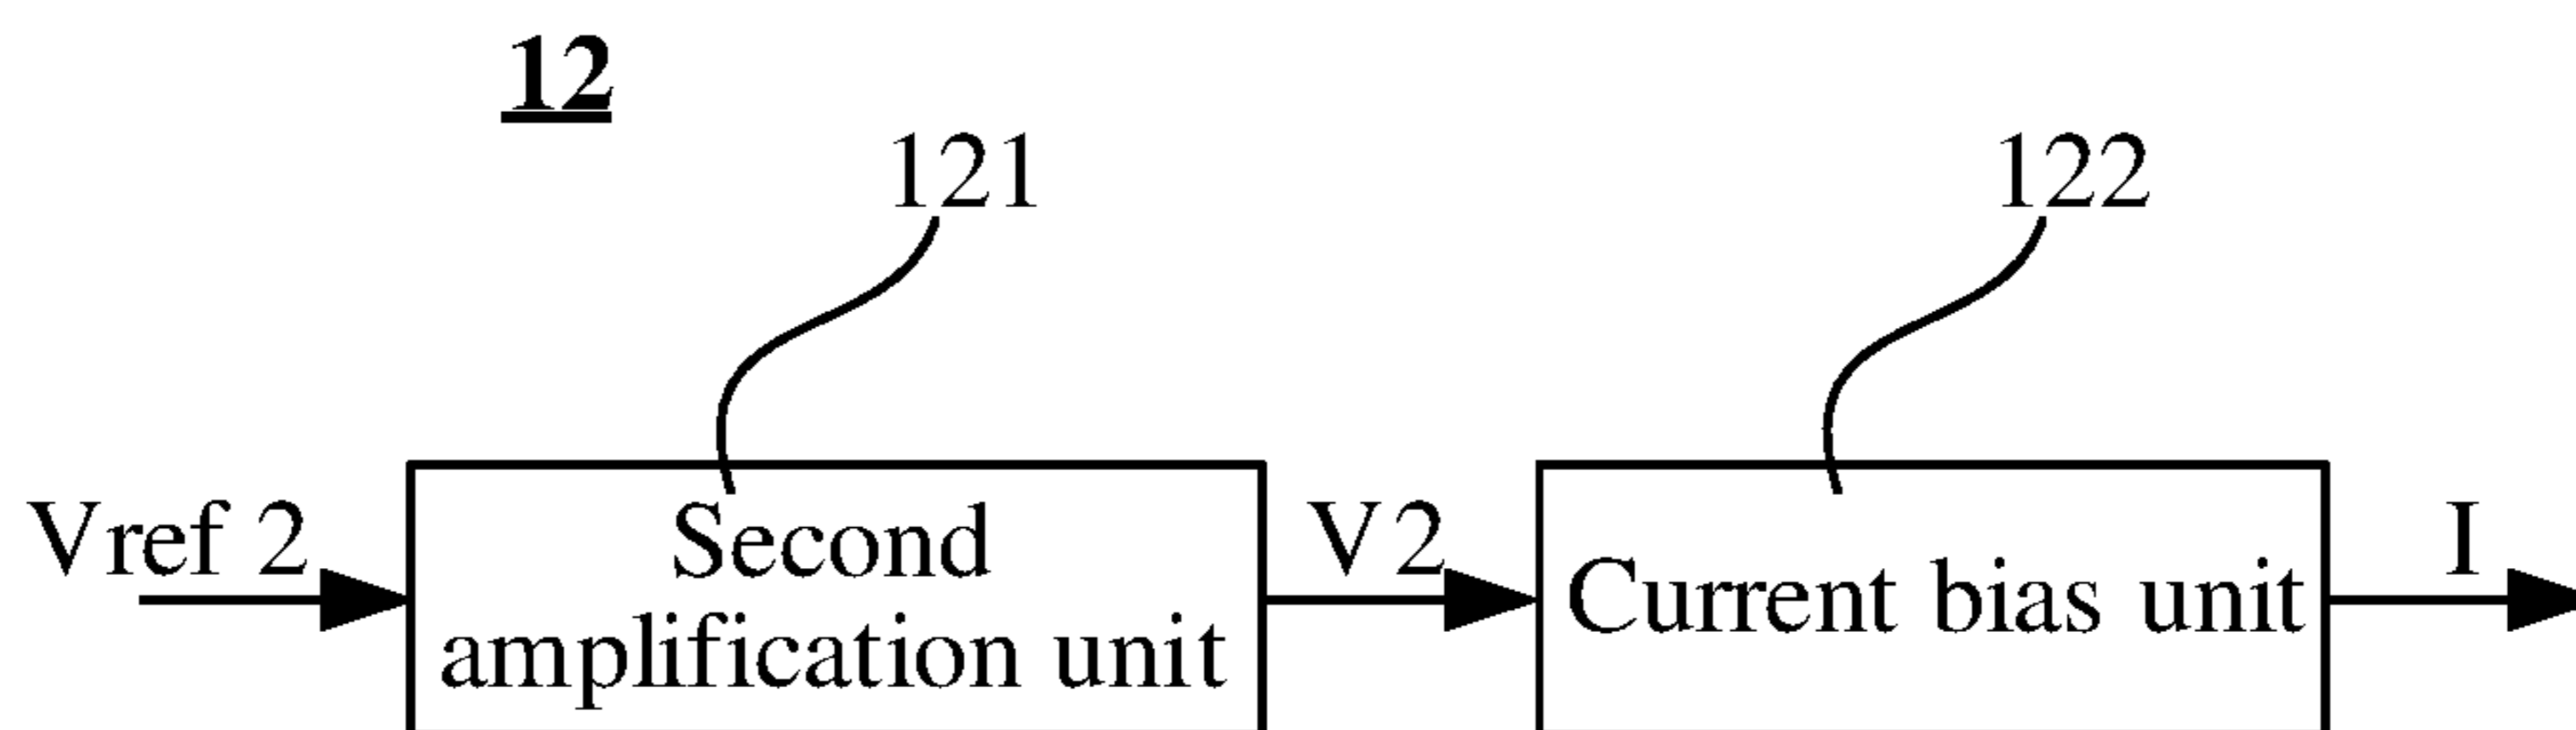 12
121
122
Vref 2
Second
amplification unit
V2
Current bias unit
I